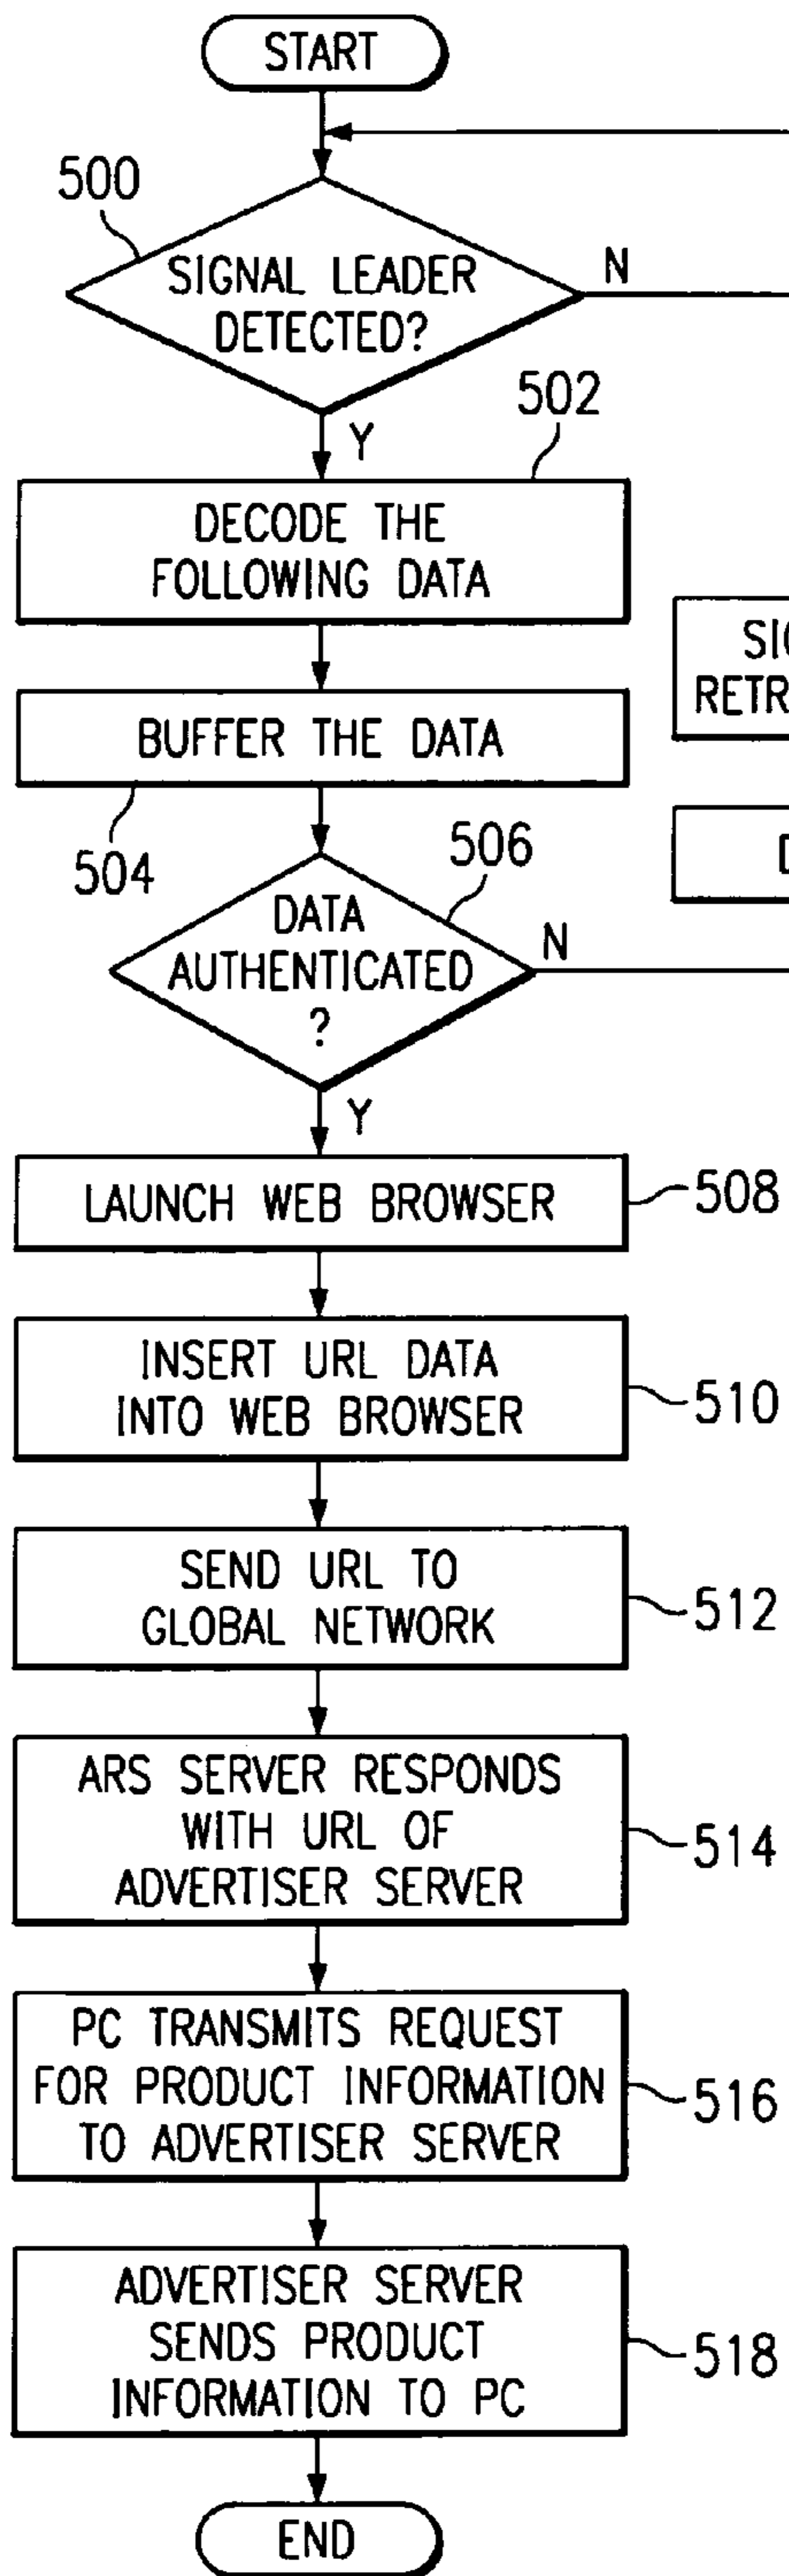 START
500
SIGNAL LEADER
DETECTED?
N
502
Y
DECODE THE
FOLLOWING DATA
BUFFER THE DATA
504
506
DATA
AUTHENTICATED
?
N
Y
LAUNCH WEB BROWSER
508
INSERT URL DATA
INTO WEB BROWSER
510
SEND URL TO
GLOBAL NETWORK
512
ARS SERVER RESPONDS
WITH URL OF
ADVERTISER SERVER
514
PC TRANSMITS REQUEST
FOR PRODUCT INFORMATION
TO ADVERTISER SERVER
516
ADVERTISER SERVER
SENDS PRODUCT
INFORMATION TO PC
518
END